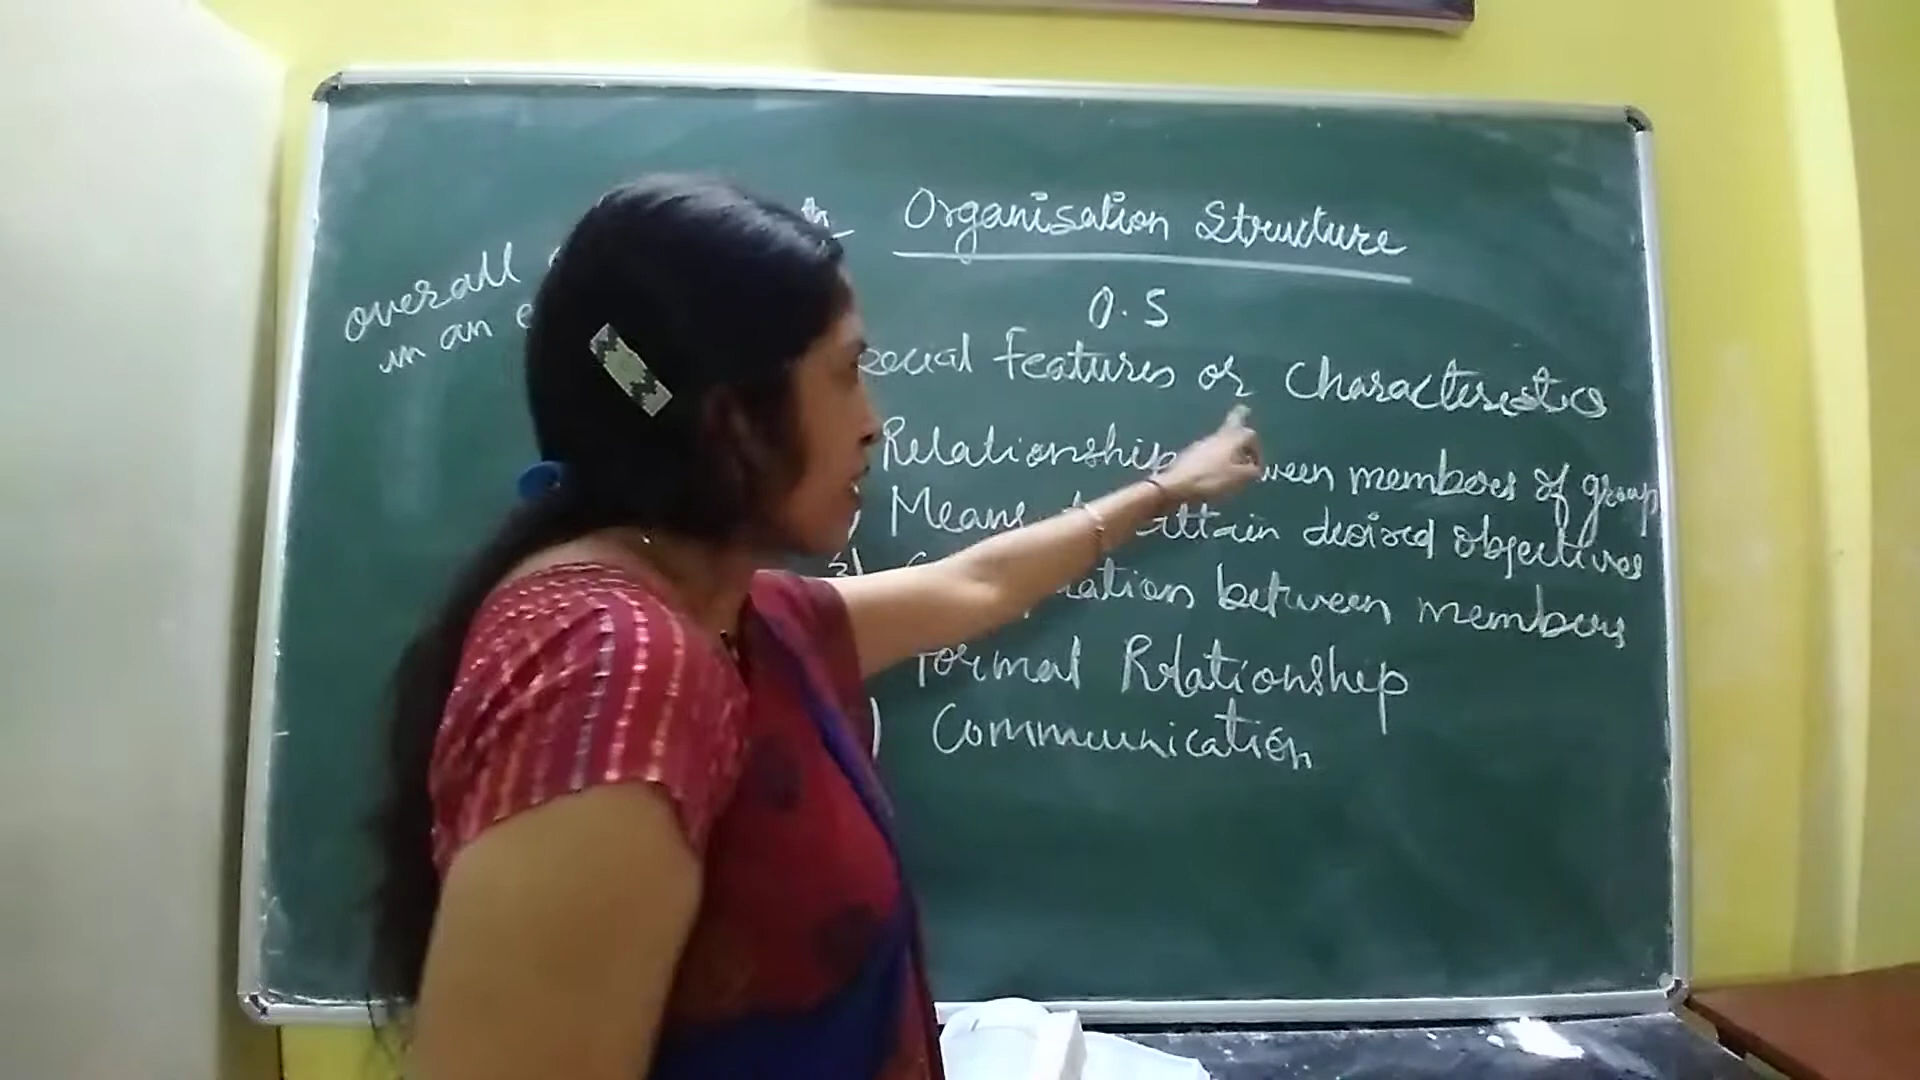 Organisation Structure
O.S
overall
in an
Features or Characteristics
Relationship members of group
Means attain desired objectives
3) between members
Formal Relationship
) Communication